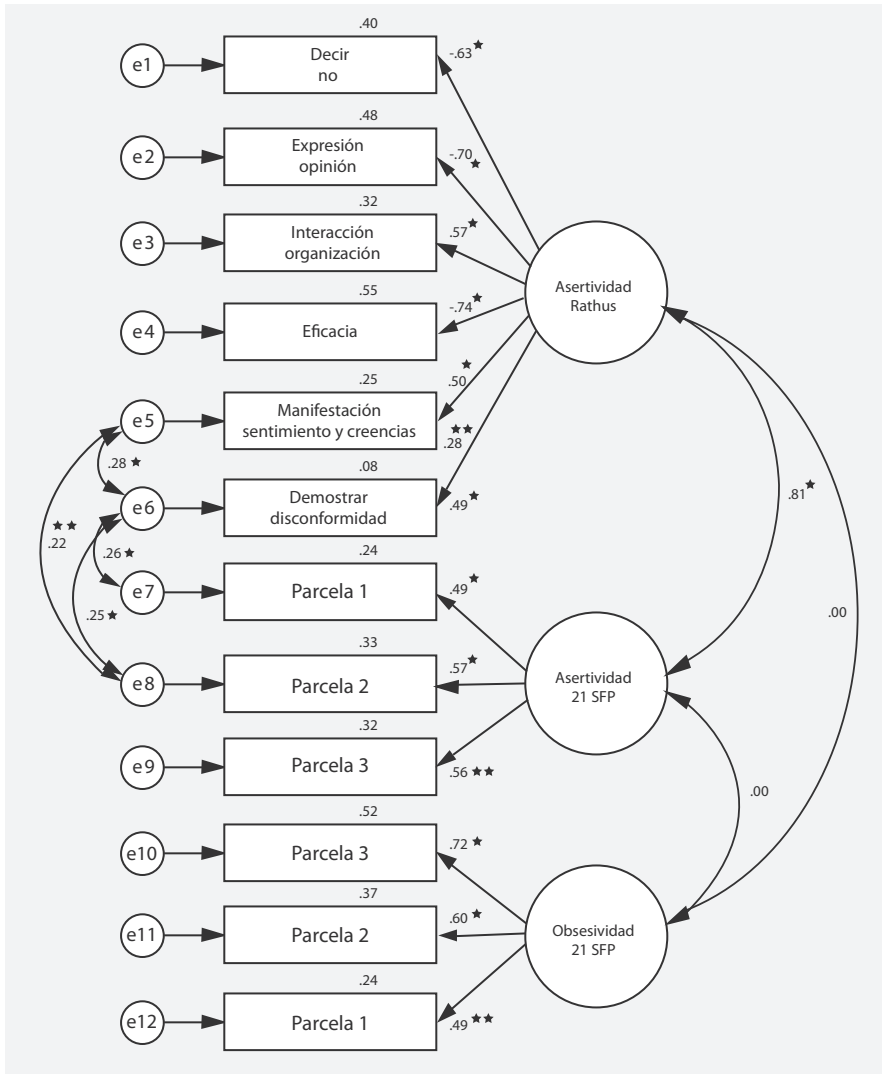 .40
e1
Decir
no
-.63★
.48
e2
Expresión
opinión
-.70★
.32
e3
Interacción
organización
.57★
Asertividad
Rathus
.55
e4
Eficacia
-.74★
.25
e5
Manifestación
sentimiento y creencias
.50★
.28★★
.28★
.08
e6
Demostrar
disconformidad
.49★
.81★
★★
.22
.26★
.24
e7
Parcela 1
.49★
.25★
.00
.33
e8
Parcela 2
.57★
Asertividad
21 SFP
.32
e9
Parcela 3
.56★★
.00
.52
e10
Parcela 3
.72★
.37
e11
Parcela 2
.60★
Obsesividad
21 SFP
.24
e12
Parcela 1
.49★★